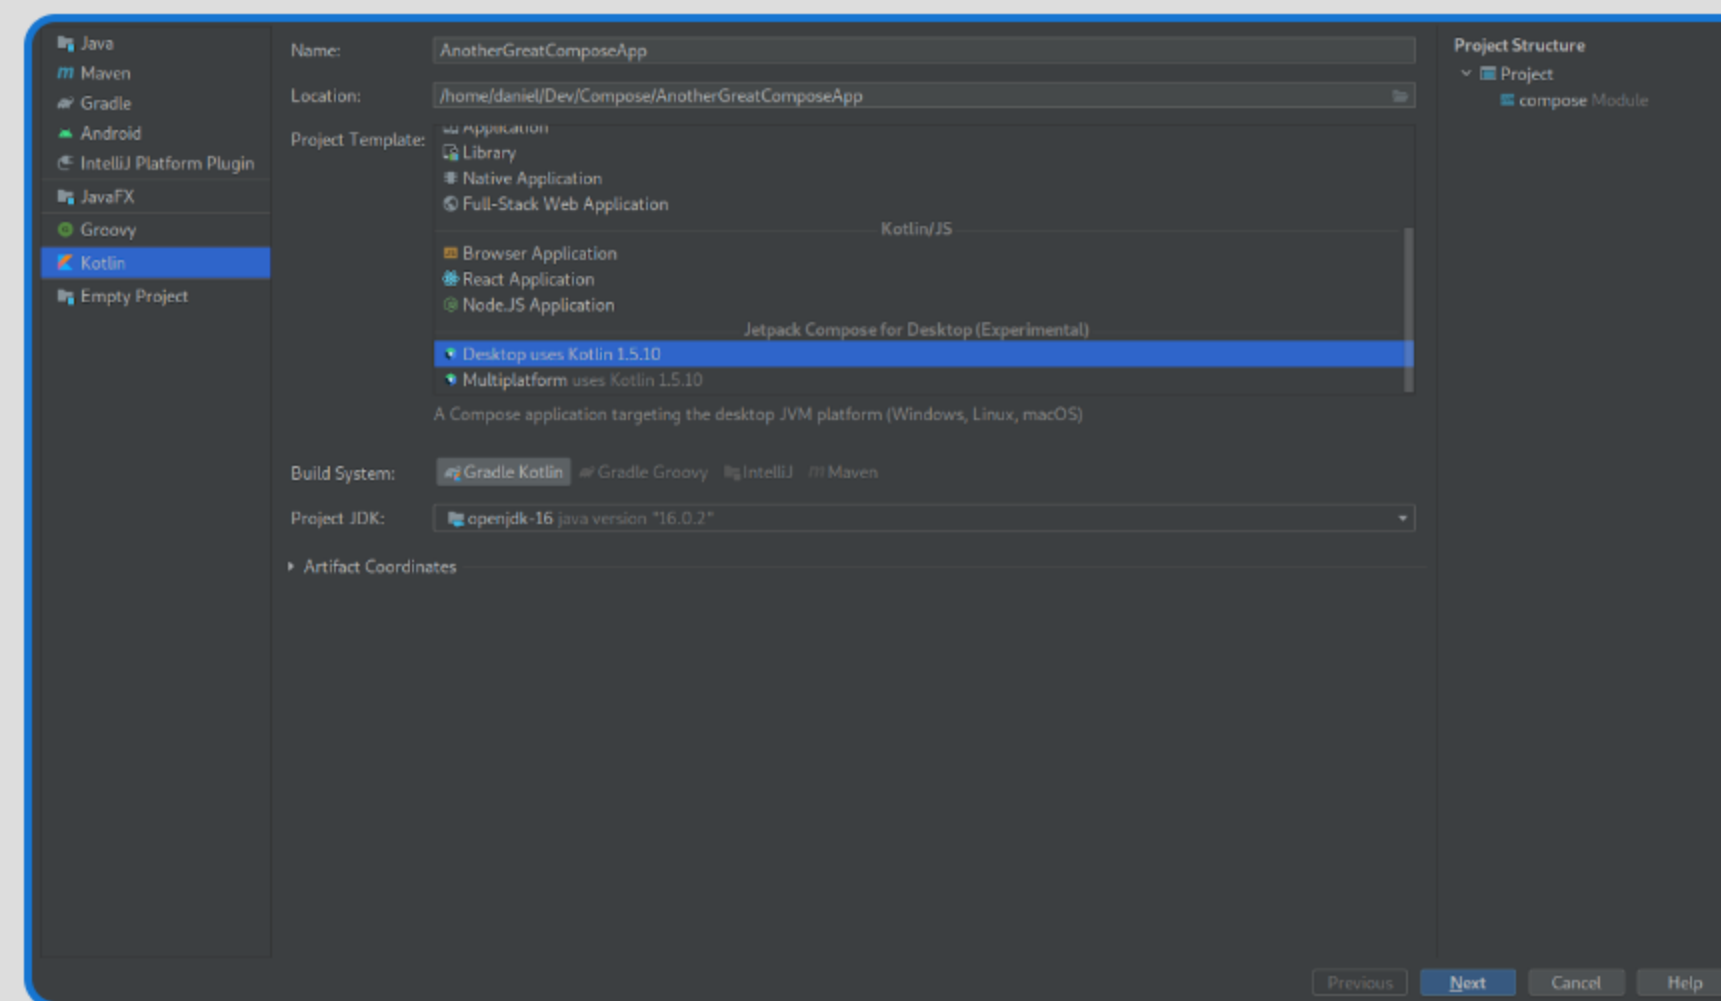 Java
Maven
Gradle
Android
IntelliJ Platform Plugin
JavaFX
Groovy
Kotlin
Empty Project
Name: AnotherGreatComposeApp
Location: /home/daniel/Dev/Compose/AnotherGreatComposeApp
Project Template:
Application
Library
Native Application
Full-Stack Web Application
Kotlin/JS
Browser Application
React Application
Node.JS Application
Jetpack Compose for Desktop (Experimental)
Desktop uses Kotlin 1.5.10
Multiplatform uses Kotlin 1.5.10
A Compose application targeting the desktop JVM platform (Windows, Linux, macOS)
Build System: Gradle Kotlin Gradle Groovy IntelliJ Maven
Project JDK: openjdk-16 java version "16.0.2"
Artifact Coordinates
Project Structure
Project
compose Module
Previous Next Cancel Help